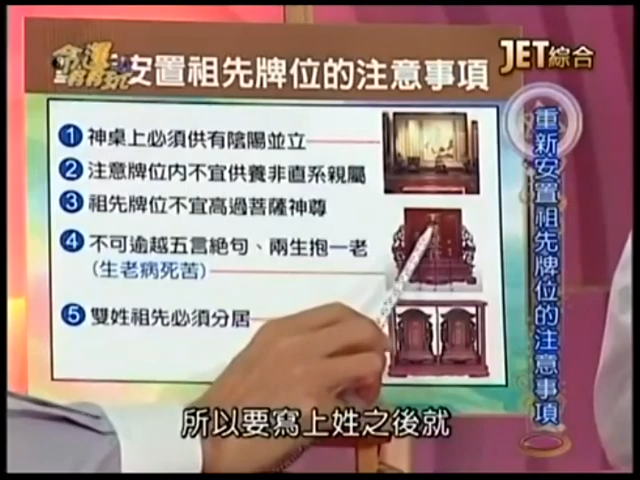 命運好好玩
安置祖先牌位的注意事項
JET綜合
1 神桌上必須供有陰陽並立
2 注意牌位內不宜供養非直系親屬
3 祖先牌位不宜高過菩薩神尊
4 不可逾越五言絕句、兩生抱一老
(生老病死苦)
5 雙姓祖先必須分居
重新安置祖先牌位的注意事項
所以要寫上姓之後就